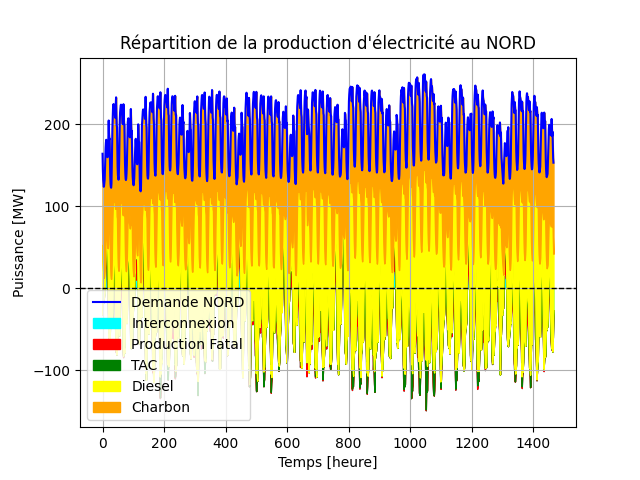 Répartition de la production d'électricité au NORD
Puissance [MW]
200
100
0
−100
Demande NORD
Interconnexion
Production Fatal
TAC
Diesel
Charbon
0 200 400 600 800 1000 1200 1400
Temps [heure]